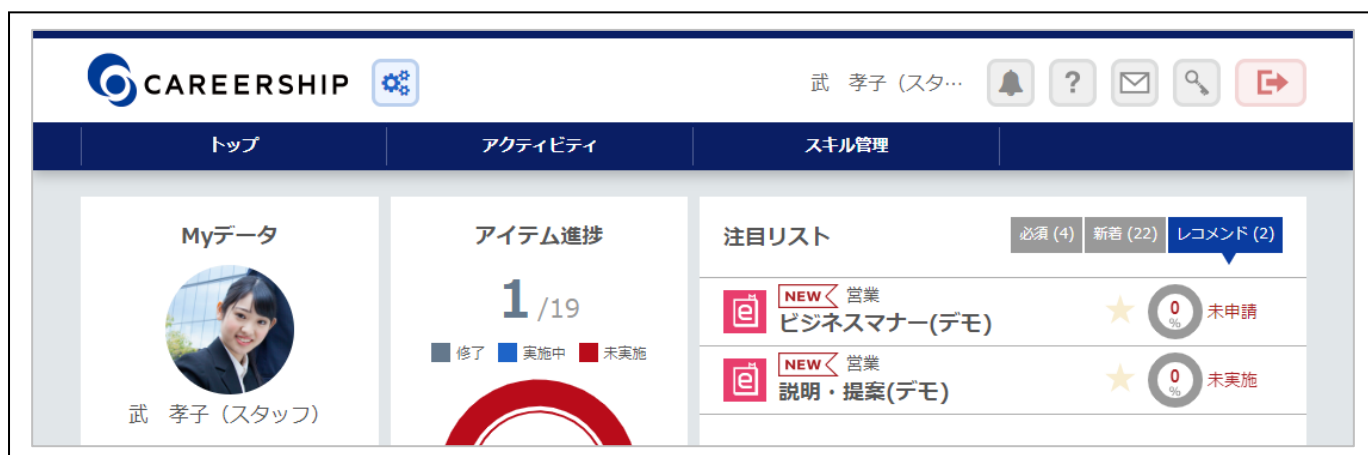 CAREERSHIP
武 孝子（スタ…
?
トップ
アクティビティ
スキル管理
Myデータ
武 孝子（スタッフ）
アイテム進捗
1 /19
修了 実施中 未実施
注目リスト
必須 (4) 新着 (22) レコメンド (2)
NEW 営業
ビジネスマナー(デモ)
0
%
未申請
NEW 営業
説明・提案(デモ)
0
%
未実施